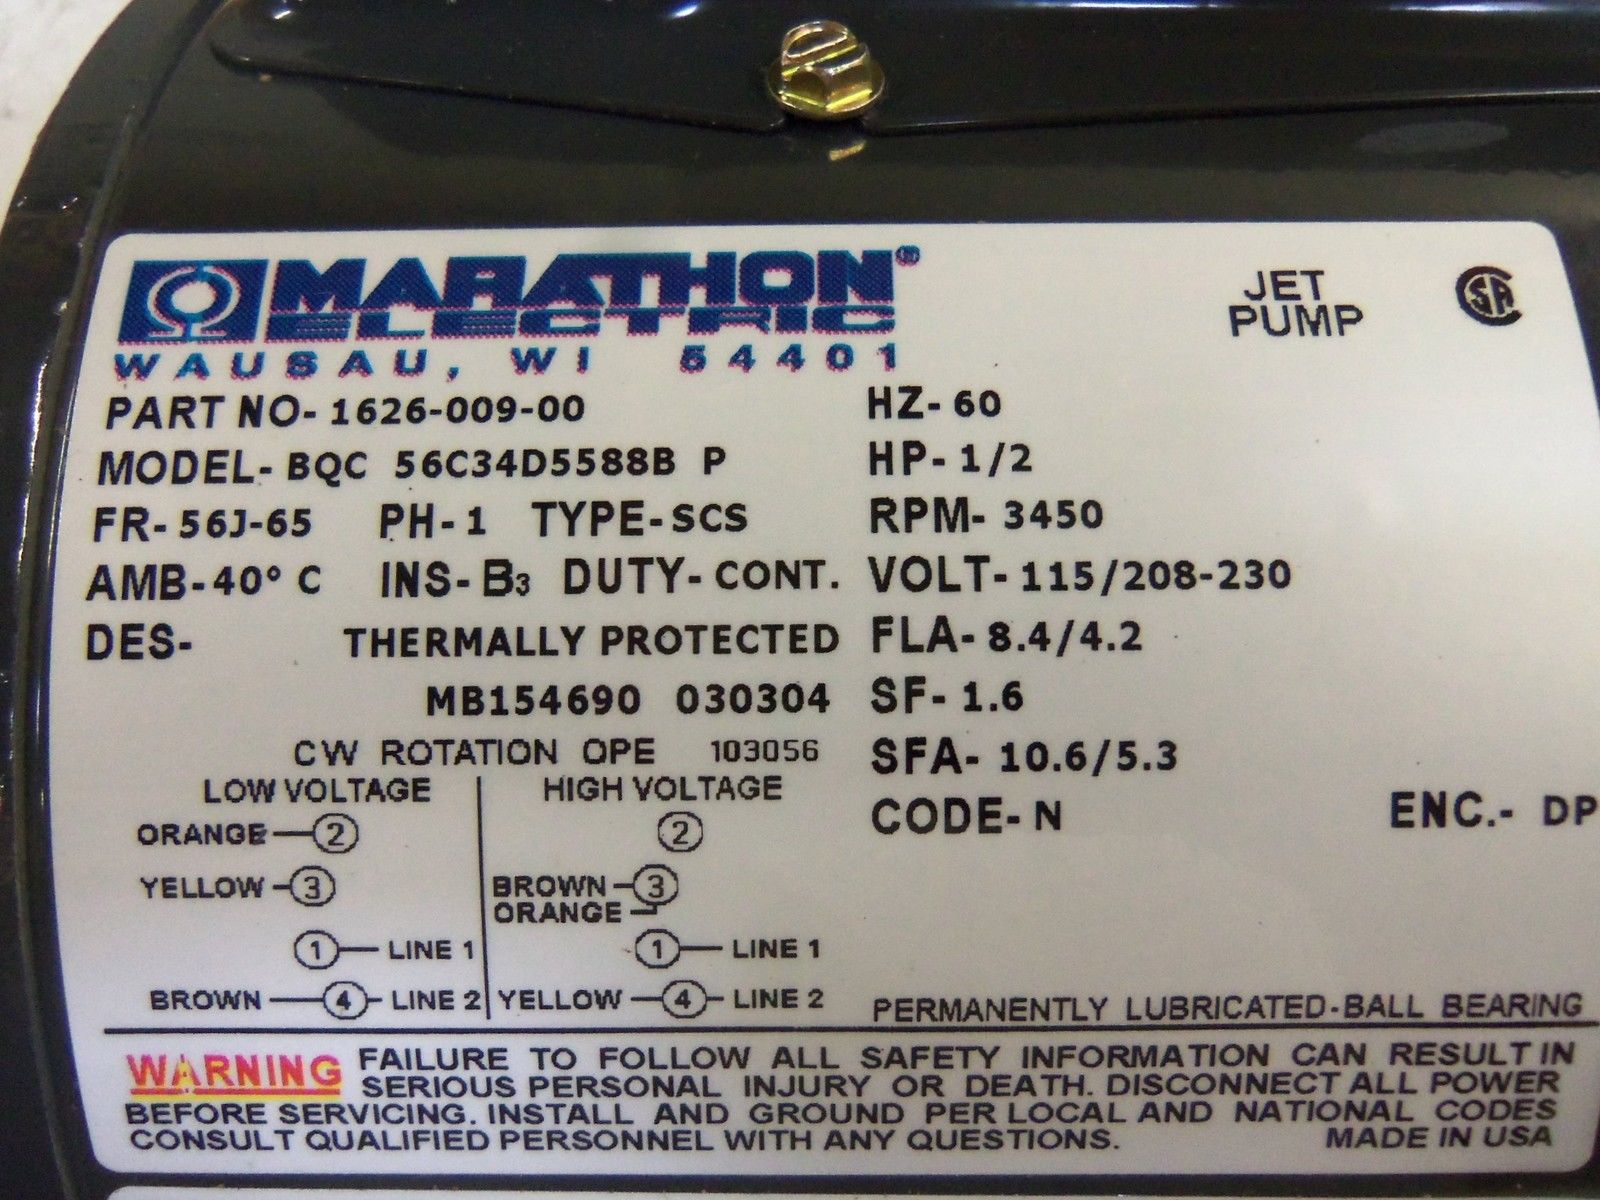 MARATHON®
ELECTRIC
WAUSAU, WI 54401
JET
PUMP
SA
PART NO- 1626-009-00
HZ- 60
MODEL- BQC 56C34D5588B P
HP- 1/2
FR- 56J-65 PH- 1 TYPE- SCS
RPM- 3450
AMB- 40° C INS- B3 DUTY- CONT.
VOLT- 115/208-230
DES- THERMALLY PROTECTED
FLA- 8.4/4.2
MB154690 030304
SF- 1.6
CW ROTATION OPE 103056
SFA- 10.6/5.3
CODE- N ENC.- DP
LOW VOLTAGE
ORANGE 2
YELLOW 3
1 LINE 1
BROWN 4 LINE 2
HIGH VOLTAGE
2
BROWN 3
ORANGE
1 LINE 1
YELLOW 4 LINE 2
PERMANENTLY LUBRICATED-BALL BEARING
WARNING FAILURE TO FOLLOW ALL SAFETY INFORMATION CAN RESULT IN
SERIOUS PERSONAL INJURY OR DEATH. DISCONNECT ALL POWER
BEFORE SERVICING. INSTALL AND GROUND PER LOCAL AND NATIONAL CODES
CONSULT QUALIFIED PERSONNEL WITH ANY QUESTIONS. MADE IN USA